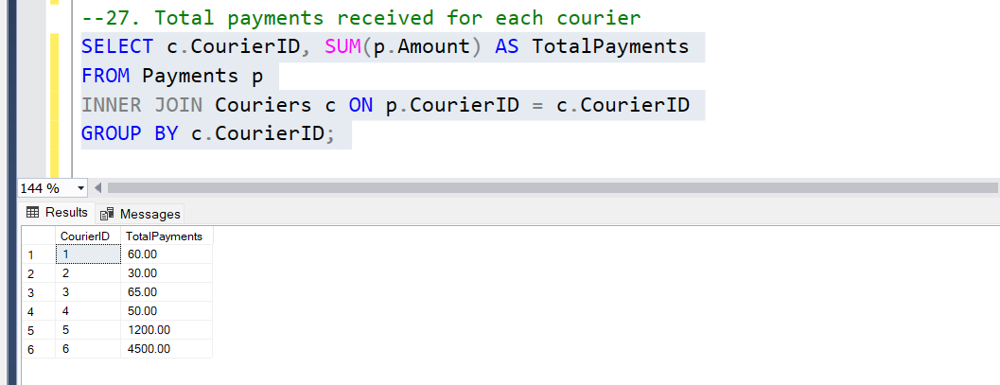 --27. Total payments received for each courier
SELECT c.CourierID, SUM(p.Amount) AS TotalPayments
FROM Payments p
INNER JOIN Couriers c ON p.CourierID = c.CourierID
GROUP BY c.CourierID;
144 %
Results Messages
CourierID TotalPayments
1 1 60.00
2 2 30.00
3 3 65.00
4 4 50.00
5 5 1200.00
6 6 4500.00